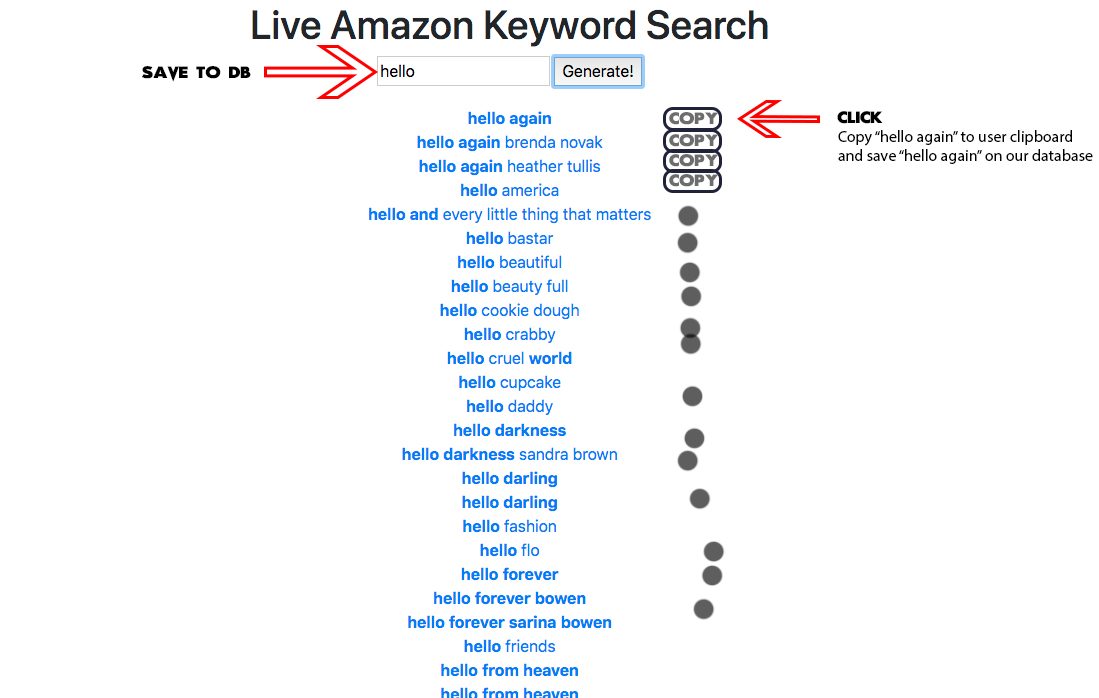 Live Amazon Keyword Search
SAVE TO DB
hello
Generate!
hello again
COPY
CLICK
hello again brenda novak
COPY
Copy “hello again” to user clipboard
and save “hello again” on our database
hello again heather tullis
COPY
hello america
COPY
hello and every little thing that matters
hello bastar
hello beautiful
hello beauty full
hello cookie dough
hello crabby
hello cruel world
hello cupcake
hello daddy
hello darkness
hello darkness sandra brown
hello darling
hello darling
hello fashion
hello flo
hello forever
hello forever bowen
hello forever sarina bowen
hello friends
hello from heaven
hello from heaven